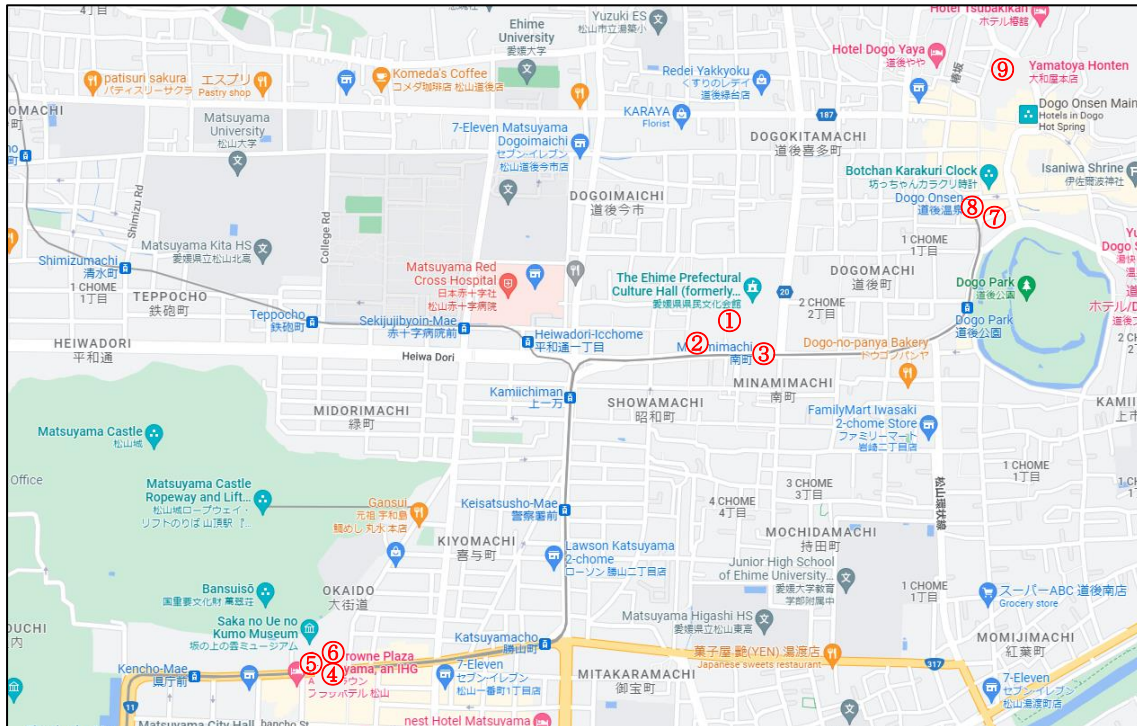 4丁目
Ehime
University
愛媛大学
Yuzuki ES
松山市立湯築小
Hotel Tsubakikan
ホテル椿館
Hotel Dogo Yaya
道後やや
椿坂
⑨
Yamatoya Honten
大和屋本店
patisuri sakura
パティスリーサクラ
エスプリ
Pastry shop
Komeda's Coffee
コメダ珈琲店 松山道後店
Redei Yakkyoku
くすりのレデイ
道後緑台店
KARAYA
Florist
187
Dogo Onsen Main
Hotels in Dogo
Hot Spring
OMACHI
町
Matsuyama
University
松山大学
7-Eleven Matsuyama
Dogoimaichi
セブン-イレブン
松山道後今市店
DOGOKITAMACHI
道後喜多町
Isaniwa Shrine
伊佐爾波神社
Botchan Karakuri Clock
坊っちゃんカラクリ時計
Dogo Onsen
道後温泉
⑧
⑦
DOGOIMAICHI
道後今市
Shimizu Rd
College Rd
Matsuyama Kita HS
愛媛県立松山北高
Shimizumachi
清水町
1 CHOME
1丁目
TEPPOCHO
鉄砲町
Teppocho
鉄砲町
Matsuyama Red
Cross Hospital
日本赤十字社
松山赤十字病院
The Ehime Prefectural
Culture Hall (formerly...
愛媛県県民文化会館
20
①
1 CHOME
1丁目
DOGOMACHI
道後町
2 CHOME
2丁目
Dogo Park
道後公園
Dogo Park
道後公園
HEIWADORI
平和通
Sekijujibyoin-Mae
赤十字病院前
Heiwa Dori
Heiwadori-Icchome
平和通一丁目
②
南町
③
Dogo-no-panya Bakery
ドウゴノパンヤ
MINAMIMACHI
南町
Kamiichiman
上一万
SHOWAMACHI
昭和町
MIDORIMACHI
緑町
Matsuyama Castle
松山城
FamilyMart Iwasaki
2-chome Store
ファミリーマート
岩崎二丁目店
松山環状線
1 CHOME
1丁目
Office
Matsuyama Castle
Ropeway and Lift...
松山城ロープウェイ・
リフトのりば 山頂駅
Gansui
元祖 宇和島
鯛めし 丸水 本店
Keisatsusho-Mae
警察署前
3 CHOME
3丁目
4 CHOME
4丁目
MOCHIDAMACHI
持田町
KIYOMACHI
喜与町
Lawson Katsuyama
2-chome
ローソン 勝山二丁目店
Junior High School
of Ehime University...
愛媛大学教育
学部附属中
1 CHOME
1丁目
スーパーABC 道後南店
Grocery store
Bansuisō
国重要文化財 萬翠荘
OKAIDO
大街道
Saka no Ue no
Kumo Museum
坂の上の雲ミュージアム
Matsuyama Higashi HS
愛媛県立松山東高
MOMIJIMACHI
紅葉町
Kencho-Mae
県庁前
⑤
⑥
④
Katsuyamacho
勝山町
7-Eleven
セブン-イレブン
松山一番町1丁目店
菓子屋 艶(YEN) 湯渡店
Japanese sweets restaurant
317
MITAKARAMACHI
御宝町
7-Eleven
セブン-イレブン
松山湯渡町店
11
Matsuyama City Hall
bancho St
nest Hotel Matsuyama